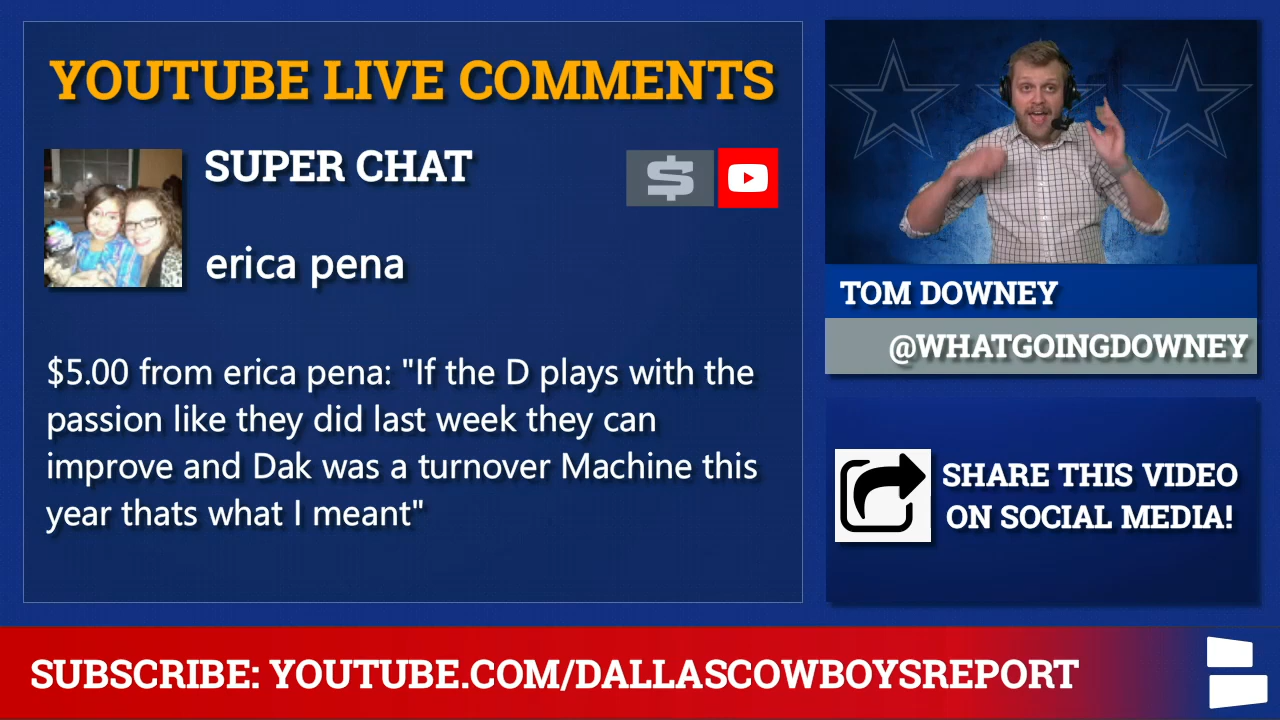 YOUTUBE LIVE COMMENTS
SUPER CHAT
erica pena
$5.00 from erica pena: "If the D plays with the
passion like they did last week they can
improve and Dak was a turnover Machine this
year thats what I meant"
TOM DOWNEY
@WHATGOINGDOWNEY
SHARE THIS VIDEO
ON SOCIAL MEDIA!
SUBSCRIBE: YOUTUBE.COM/DALLASCOWBOYSREPORT